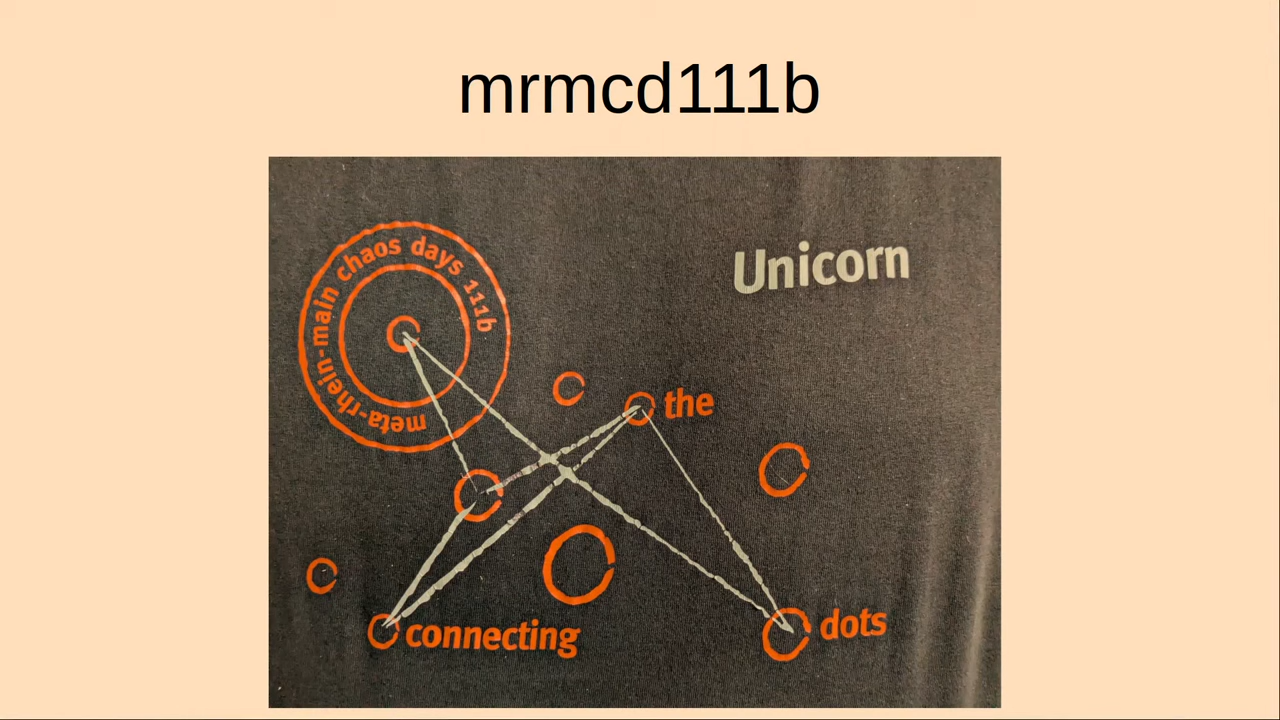 mrmcd111b
meta-rhein-main chaos days 111b
Unicorn
the
connecting
dots